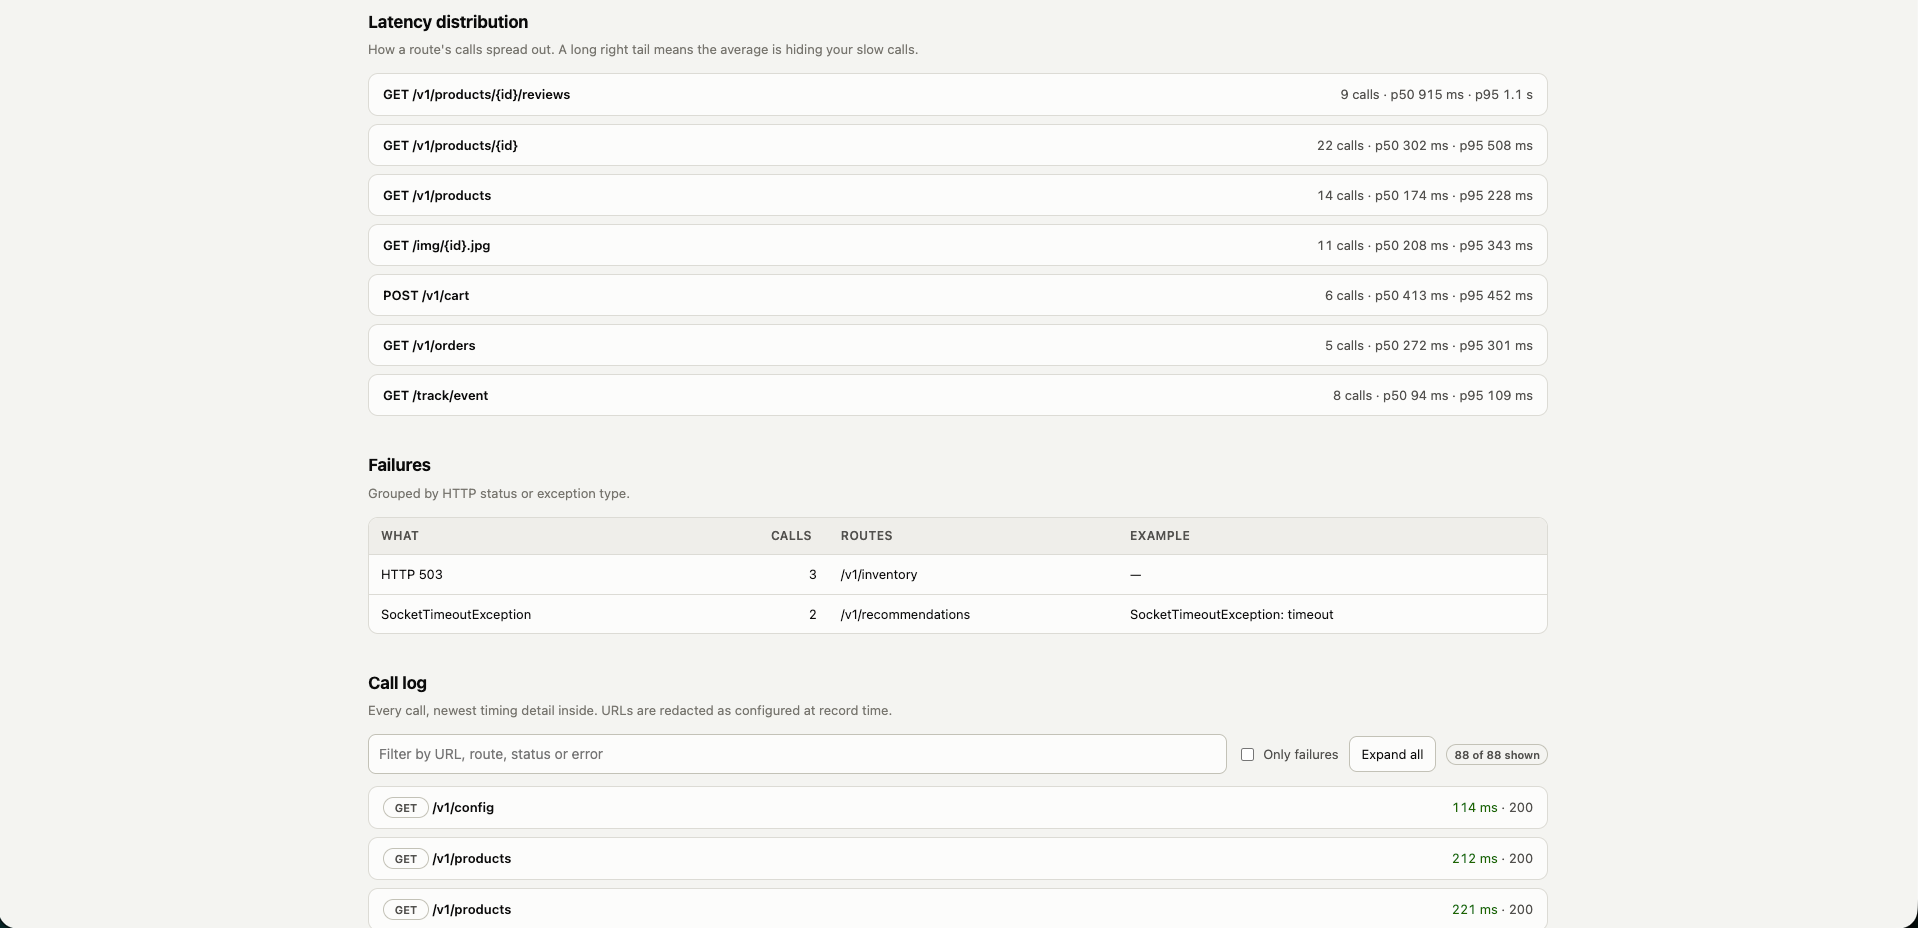 Latency distribution
How a route's calls spread out. A long right tail means the average is hiding your slow calls.
GET /v1/products/{id}/reviews 9 calls · p50 915 ms · p95 1.1 s
GET /v1/products/{id} 22 calls · p50 302 ms · p95 508 ms
GET /v1/products 14 calls · p50 174 ms · p95 228 ms
GET /img/{id}.jpg 11 calls · p50 208 ms · p95 343 ms
POST /v1/cart 6 calls · p50 413 ms · p95 452 ms
GET /v1/orders 5 calls · p50 272 ms · p95 301 ms
GET /track/event 8 calls · p50 94 ms · p95 109 ms
Failures
Grouped by HTTP status or exception type.
WHAT CALLS ROUTES EXAMPLE
HTTP 503 3 /v1/inventory —
SocketTimeoutException 2 /v1/recommendations SocketTimeoutException: timeout
Call log
Every call, newest timing detail inside. URLs are redacted as configured at record time.
Filter by URL, route, status or error Only failures Expand all 88 of 88 shown
GET /v1/config 114 ms · 200
GET /v1/products 212 ms · 200
GET /v1/products 221 ms · 200